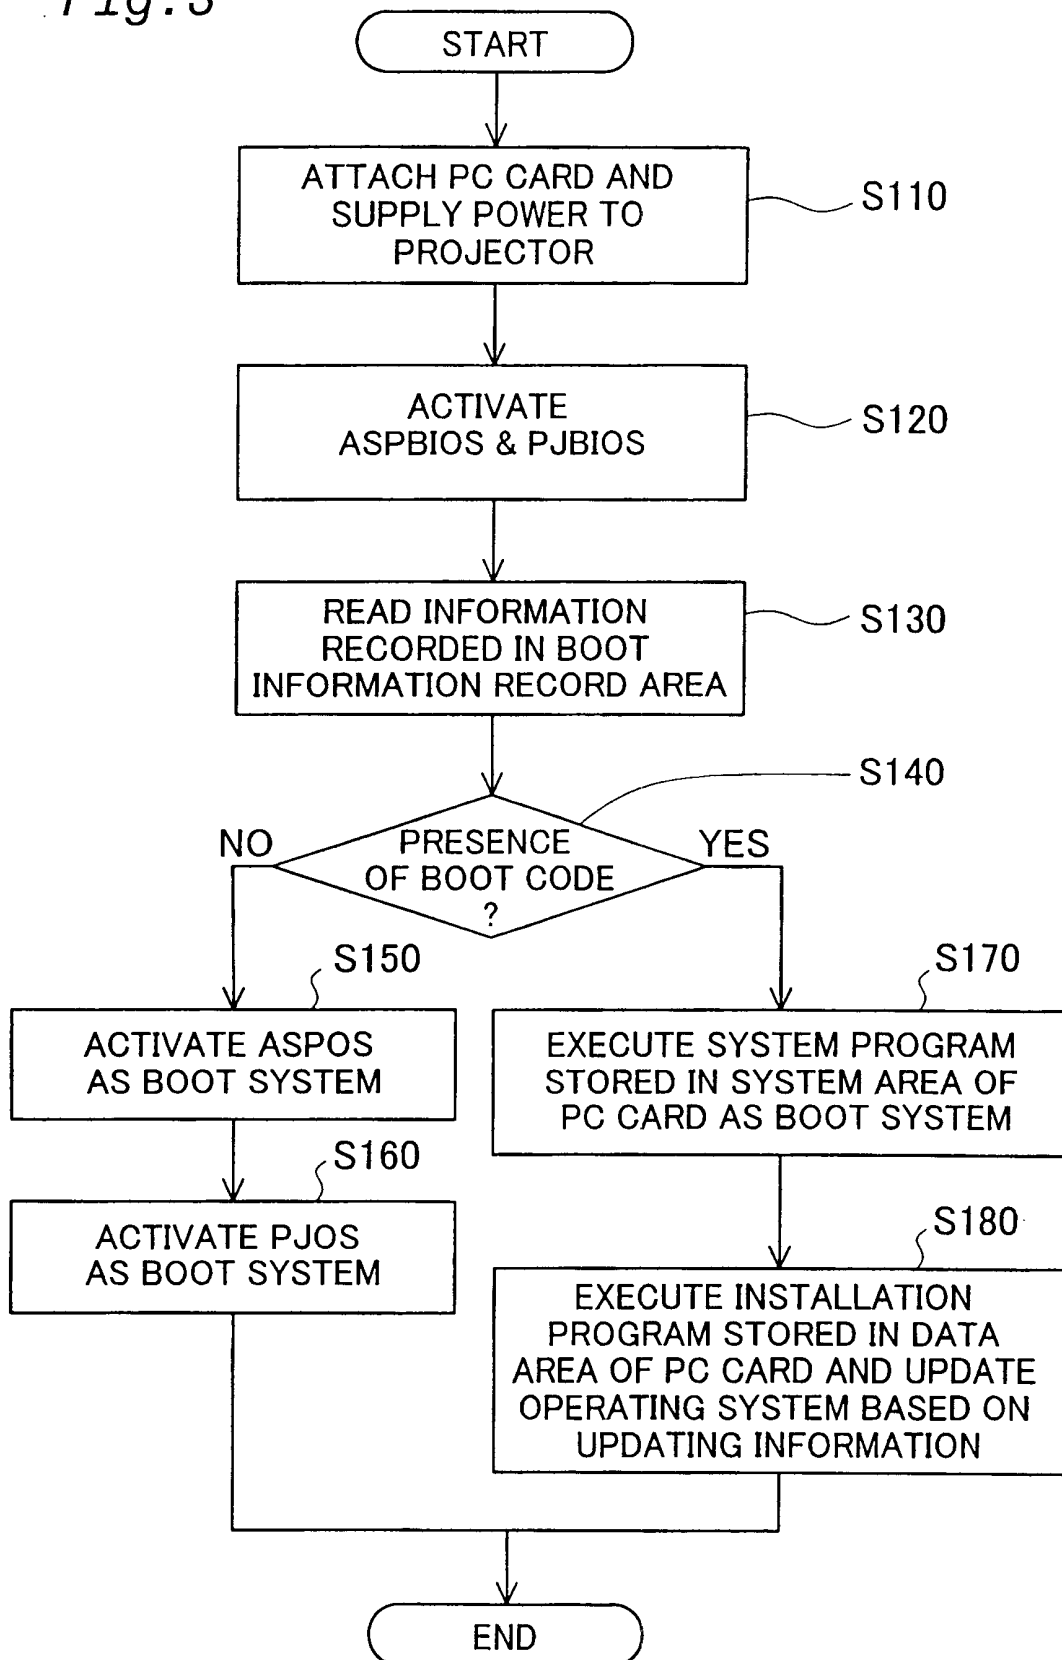 Fig.3
START
ATTACH PC CARD AND
SUPPLY POWER TO
PROJECTOR
S110
ACTIVATE
ASPBIOS & PJBIOS
S120
READ INFORMATION
RECORDED IN BOOT
INFORMATION RECORD AREA
S130
S140
NO
PRESENCE
OF BOOT CODE
?
YES
S150
ACTIVATE ASPOS
AS BOOT SYSTEM
S160
ACTIVATE PJOS
AS BOOT SYSTEM
S170
EXECUTE SYSTEM PROGRAM
STORED IN SYSTEM AREA OF
PC CARD AS BOOT SYSTEM
S180
EXECUTE INSTALLATION
PROGRAM STORED IN DATA
AREA OF PC CARD AND UPDATE
OPERATING SYSTEM BASED ON
UPDATING INFORMATION
END